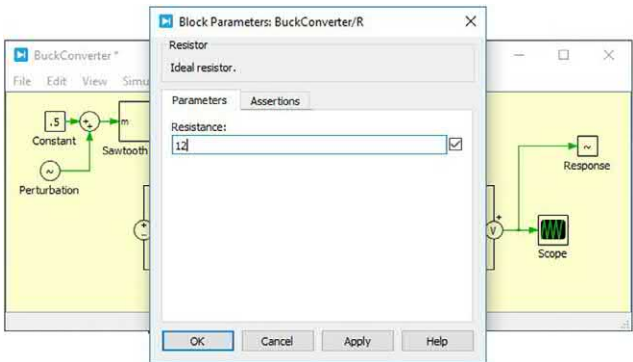 Block Parameters: BuckConverter/R
Resistor
Ideal resistor.
Parameters
Assertions
Resistance:
12
OK
Cancel
Apply
Help
BuckConverter *
File Edit View Simu
.5
Constant
m
Sawtooth
Perturbation
Response
V
Scope